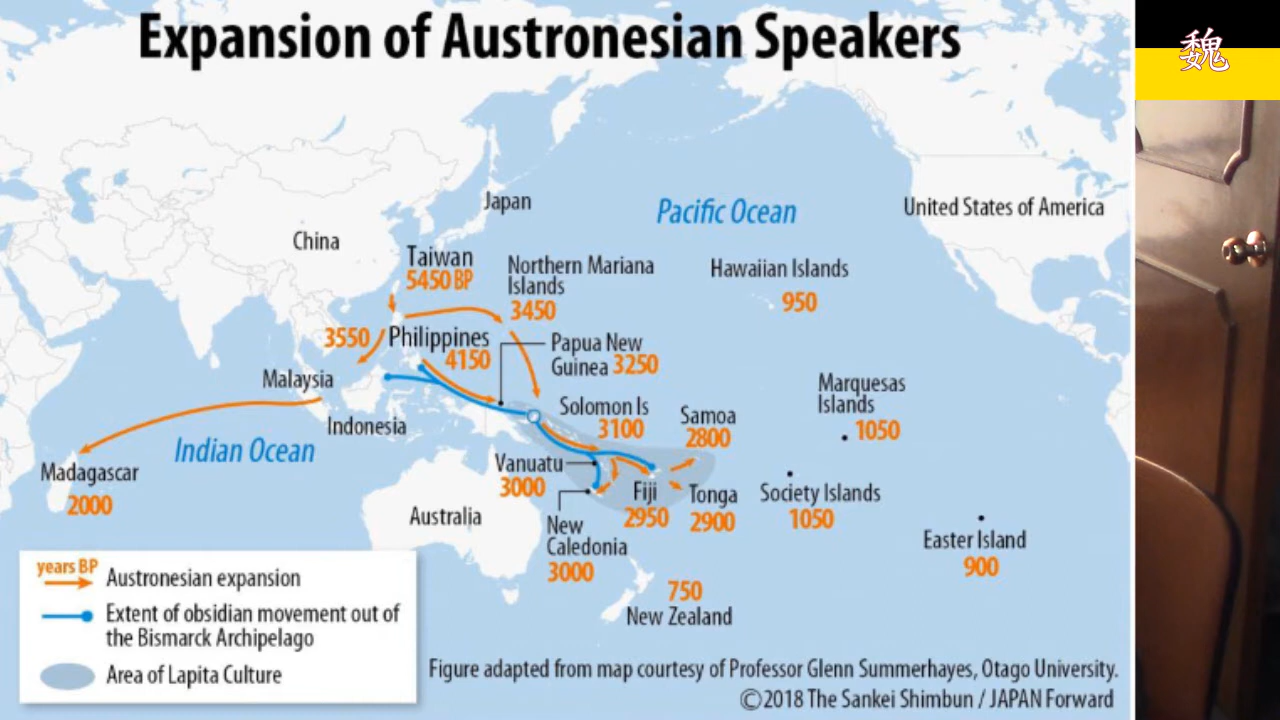 Expansion of Austronesian Speakers
魏
Japan
Pacific Ocean
United States of America
China
Taiwan
5450 BP
Northern Mariana
Islands
3450
Hawaiian Islands
950
3550
Philippines
4150
Papua New
Guinea 3250
Malaysia
Marquesas
Islands
1050
Solomon Is
3100
Samoa
2800
Indonesia
Indian Ocean
Madagascar
2000
Vanuatu
3000
Fiji
2950
Tonga
2900
Society Islands
1050
Australia
New
Caledonia
3000
Easter Island
900
750
New Zealand
years BP
Austronesian expansion
Extent of obsidian movement out of
the Bismarck Archipelago
Area of Lapita Culture
Figure adapted from map courtesy of Professor Glenn Summerhayes, Otago University.
©2018 The Sankei Shimbun / JAPAN Forward